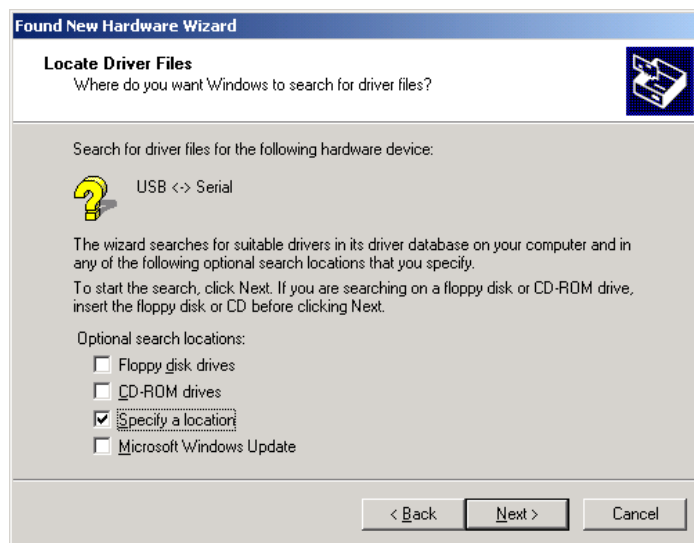 Found New Hardware Wizard
Locate Driver Files
Where do you want Windows to search for driver files?
Search for driver files for the following hardware device:
USB <-> Serial
The wizard searches for suitable drivers in its driver database on your computer and in
any of the following optional search locations that you specify.
To start the search, click Next. If you are searching on a floppy disk or CD-ROM drive,
insert the floppy disk or CD before clicking Next.
Optional search locations:
Floppy disk drives
CD-ROM drives
Specify a location
Microsoft Windows Update
< Back Next > Cancel